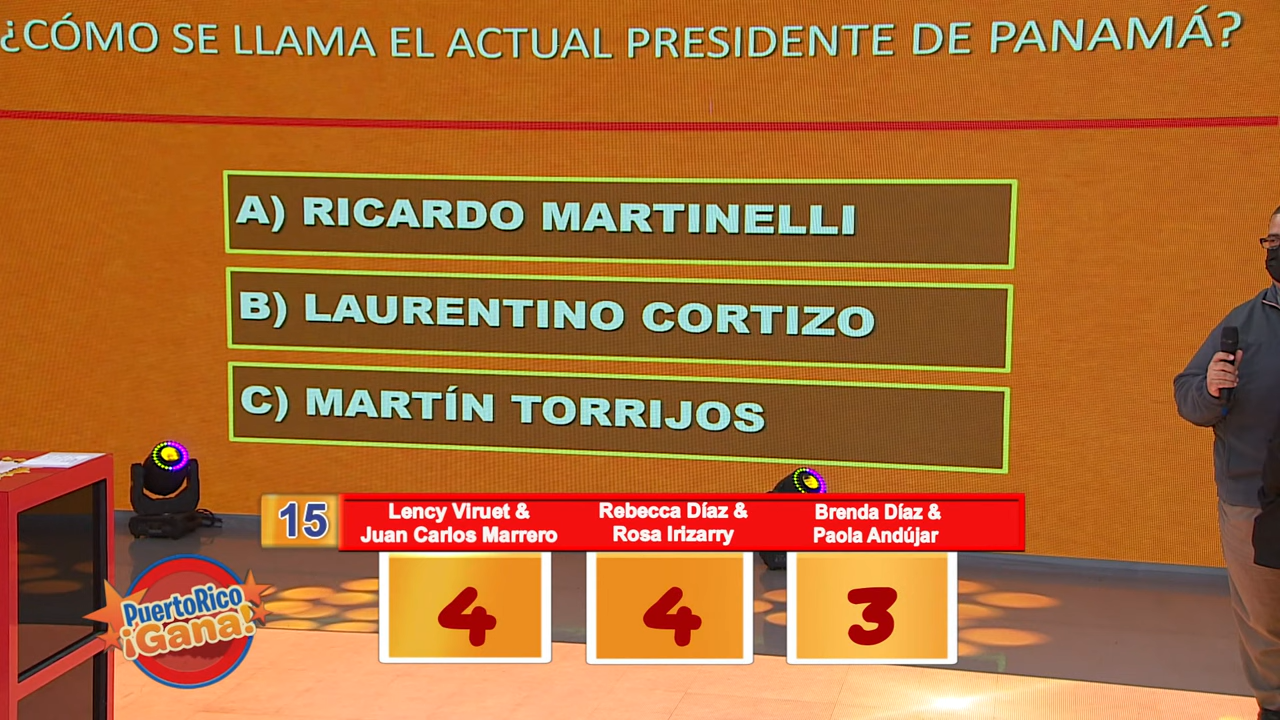 ¿CÓMO SE LLAMA EL ACTUAL PRESIDENTE DE PANAMÁ?
A) RICARDO MARTINELLI
B) LAURENTINO CORTIZO
C) MARTÍN TORRIJOS
15
Lency Viruet &
Juan Carlos Marrero
Rebecca Díaz &
Rosa Irizarry
Brenda Díaz &
Paola Andújar
4
4
3
PuertoRico
¡Gana!